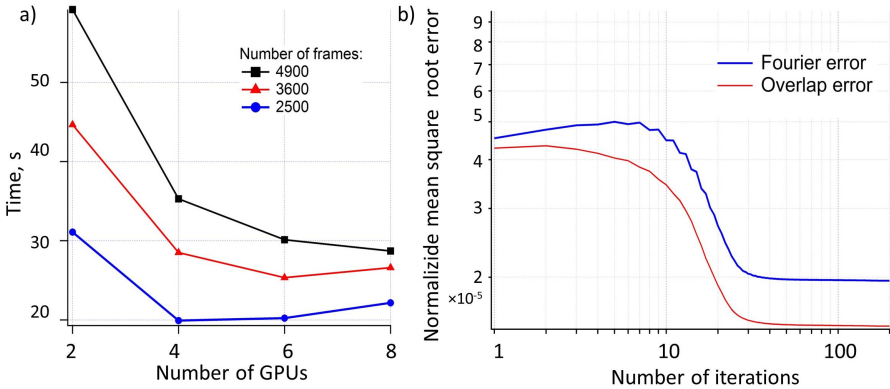 a)
Time, s
50
40
30
20
2 4 6 8
Number of GPUs
Number of frames:
4900
3600
2500
b)
Normalizide mean square root error
9
8
7
6
5
4
3
2
×10⁻⁵
1 10 100
Number of iterations
Fourier error
Overlap error